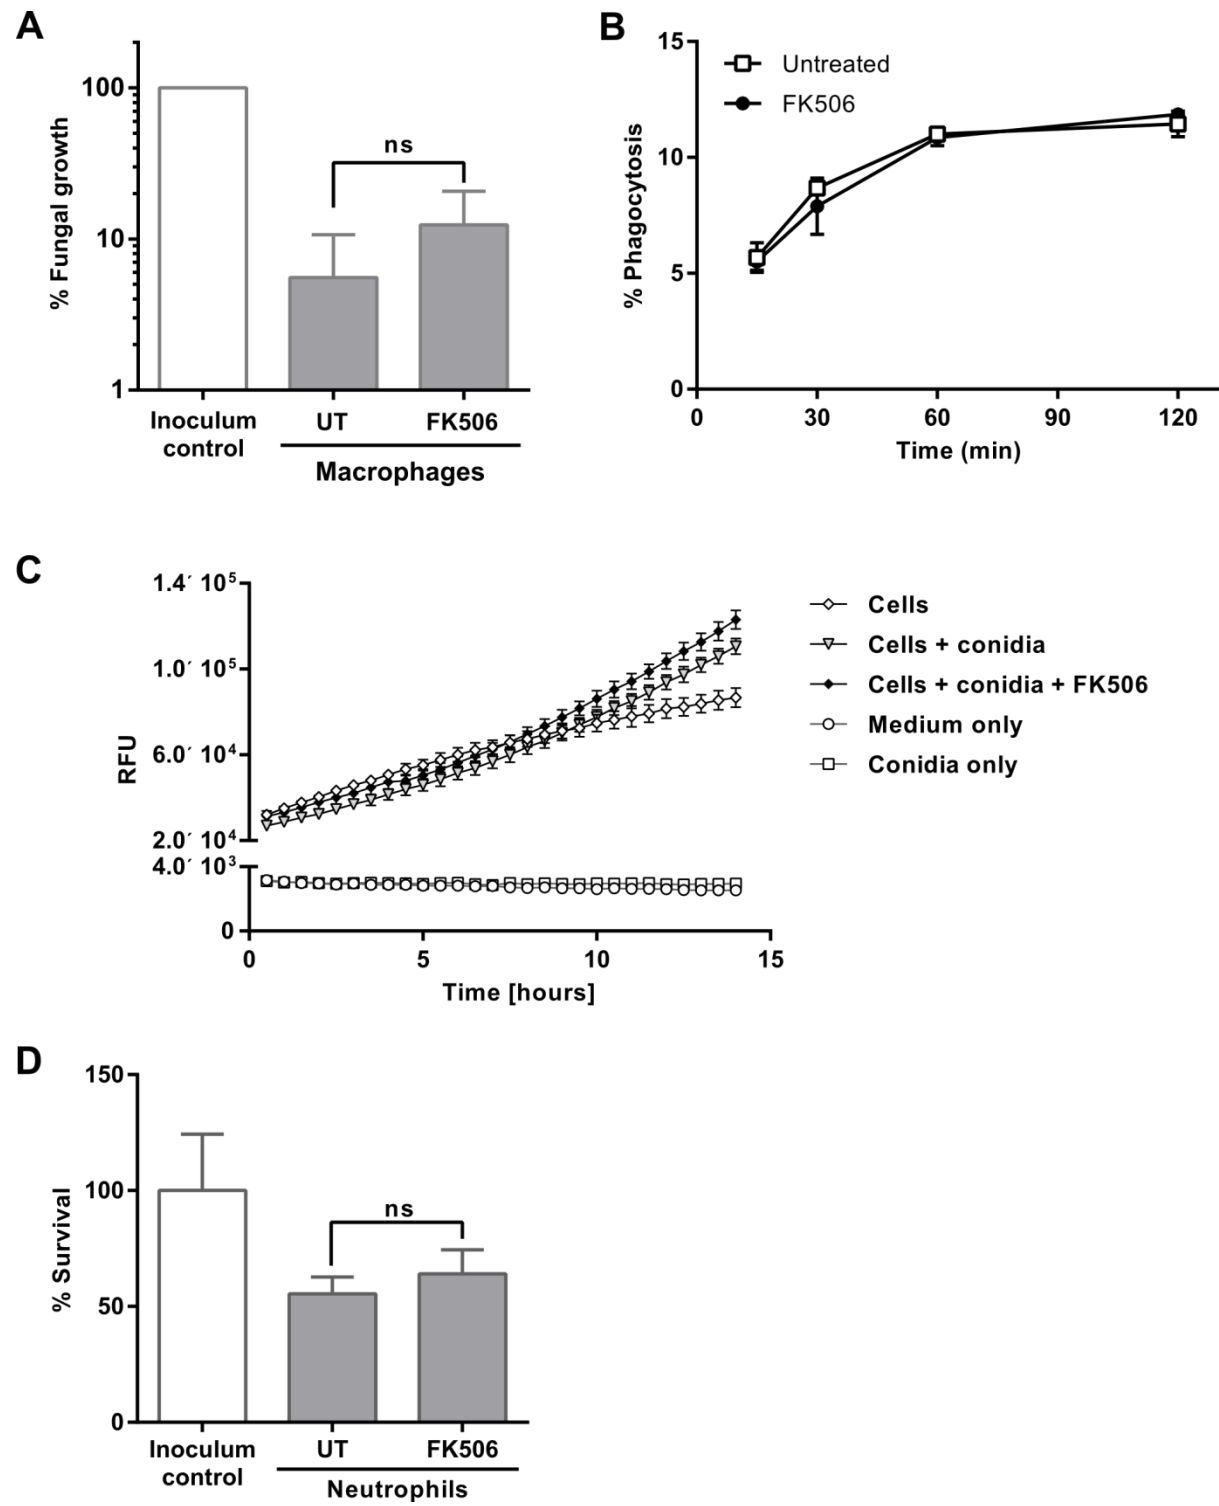 A
% Fungal growth
100
10
1
ns
Inoculum
control
UT
FK506
Macrophages
B
% Phagocytosis
15
10
5
0
Untreated
FK506
0
30
60
90
120
Time (min)
C
RFU
1.4´ 10⁵
1.0´ 10⁵
6.0´ 10⁴
2.0´ 10⁴
4.0´ 10³
0
0
5
10
15
Time [hours]
Cells
Cells + conidia
Cells + conidia + FK506
Medium only
Conidia only
D
% Survival
150
100
50
0
ns
Inoculum
control
UT
FK506
Neutrophils